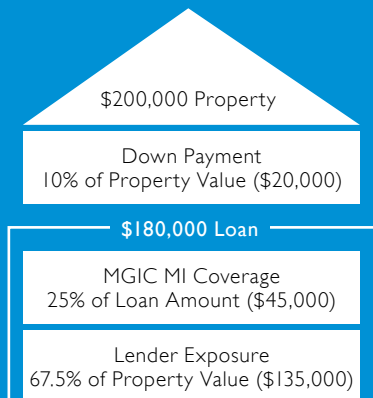 $200,000 Property
Down Payment
10% of Property Value ($20,000)
$180,000 Loan
MGIC MI Coverage
25% of Loan Amount ($45,000)
Lender Exposure
67.5% of Property Value ($135,000)